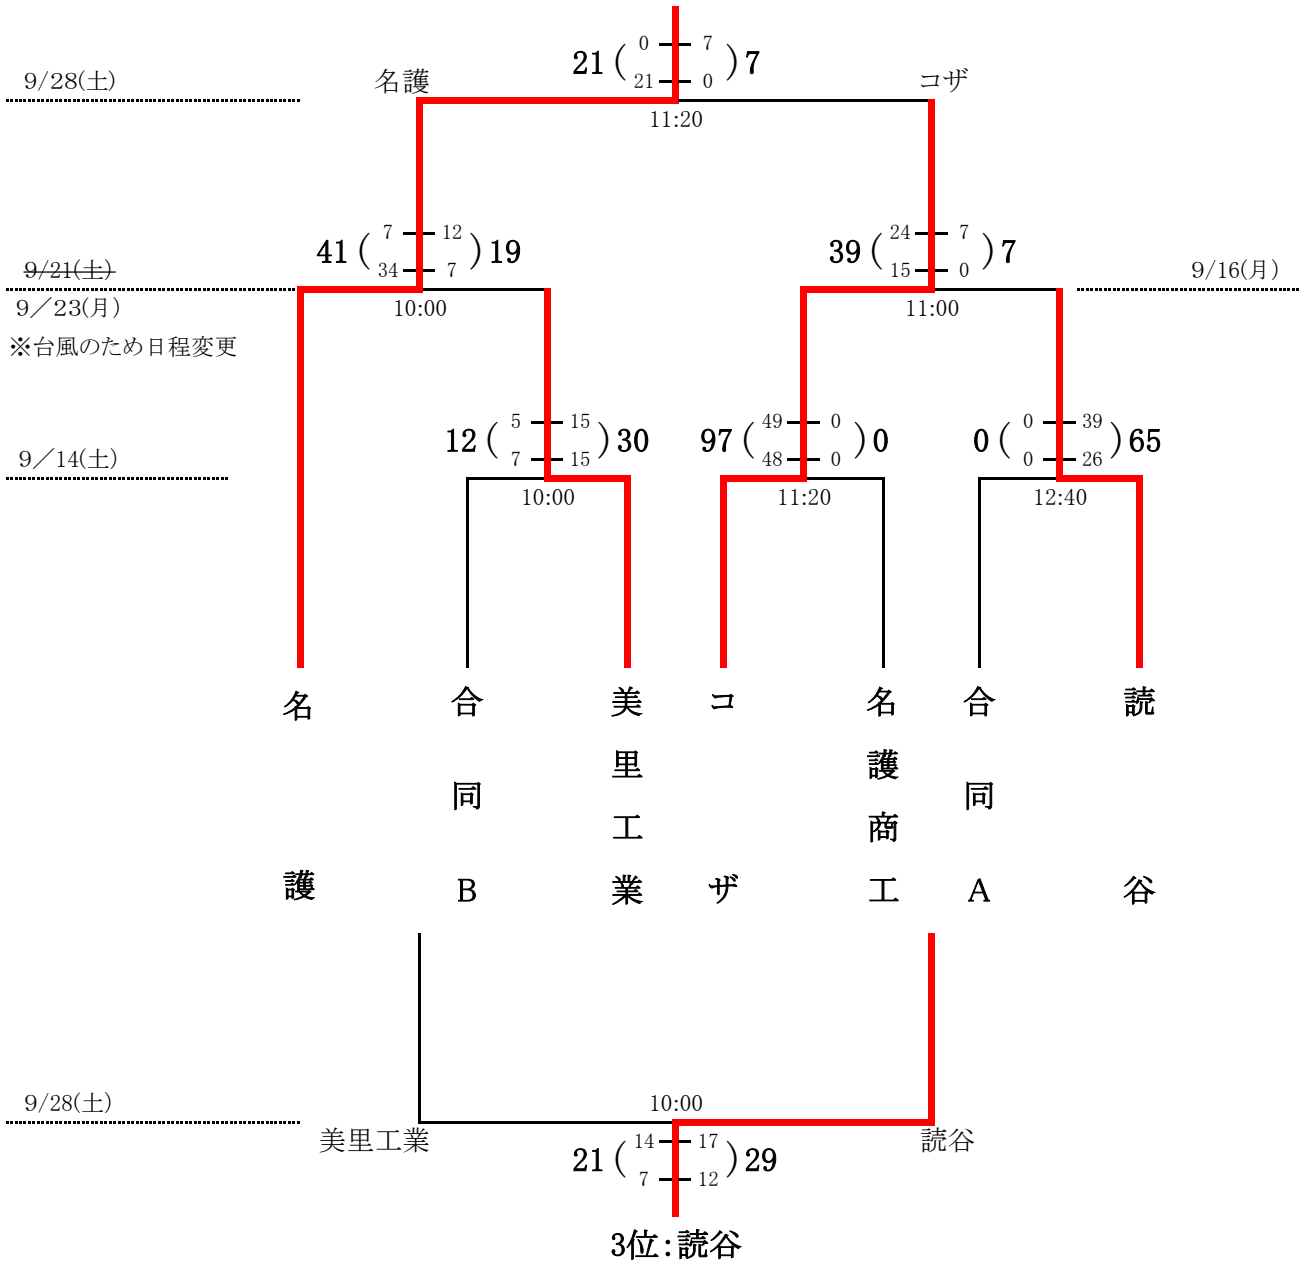 0 7
21 ( ) 7
21 0
9/28(土) 名護 コザ
11:20
7 12 24 7
41 ( ) 19 39 ( ) 7
34 7 15 0
9/21(土) 9/16(月)
9／23(月) 10:00 11:00
※台風のため日程変更
5 15 49 0 0 39
12 ( ) 30 97 ( ) 0 0 ( ) 65
7 15 48 0 0 26
9／14(土)
10:00 11:20 12:40
名護
合同B
美里工業
コザ
名護商工
合同A
読谷
9/28(土) 10:00
美里工業 読谷
14 17
21 ( ) 29
7 12
3位:読谷